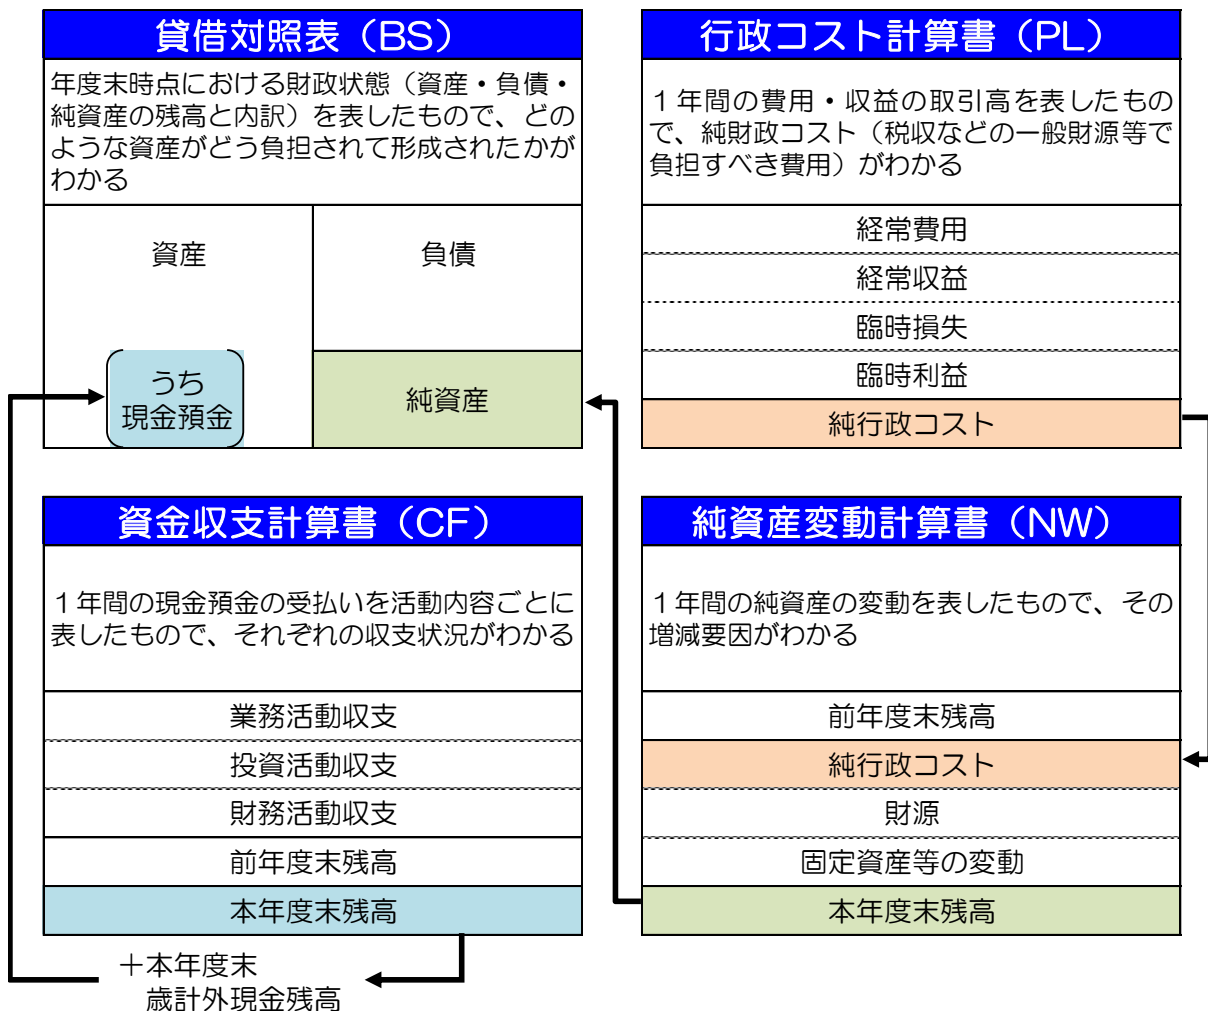 貸借対照表（BS）
年度末時点における財政状態（資産・負債・
純資産の残高と内訳）を表したもので、どの
ような資産がどう負担されて形成されたかが
わかる
資産
負債
うち
現金預金
純資産
行政コスト計算書（PL）
１年間の費用・収益の取引高を表したもの
で、純財政コスト（税収などの一般財源等で
負担すべき費用）がわかる
経常費用
経常収益
臨時損失
臨時利益
純行政コスト
資金収支計算書（CF）
１年間の現金預金の受払いを活動内容ごとに
表したもので、それぞれの収支状況がわかる
業務活動収支
投資活動収支
財務活動収支
前年度末残高
本年度末残高
＋本年度末
歳計外現金残高
純資産変動計算書（NW）
１年間の純資産の変動を表したもので、その
増減要因がわかる
前年度末残高
純行政コスト
財源
固定資産等の変動
本年度末残高